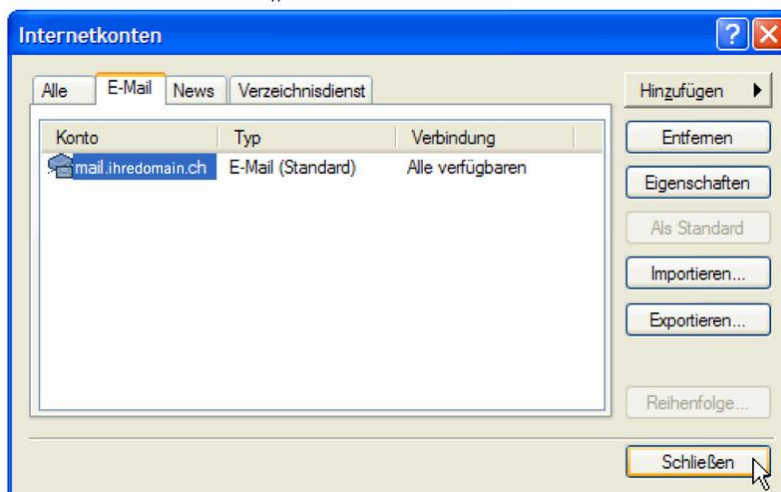 Internetkonten
Alle E-Mail News Verzeichnisdienst
Hinzufügen
Konto Typ Verbindung
Entfernen
mail.ihredomain.ch E-Mail (Standard) Alle verfügbaren
Eigenschaften
Als Standard
Importieren...
Exportieren...
Reihenfolge...
Schließen